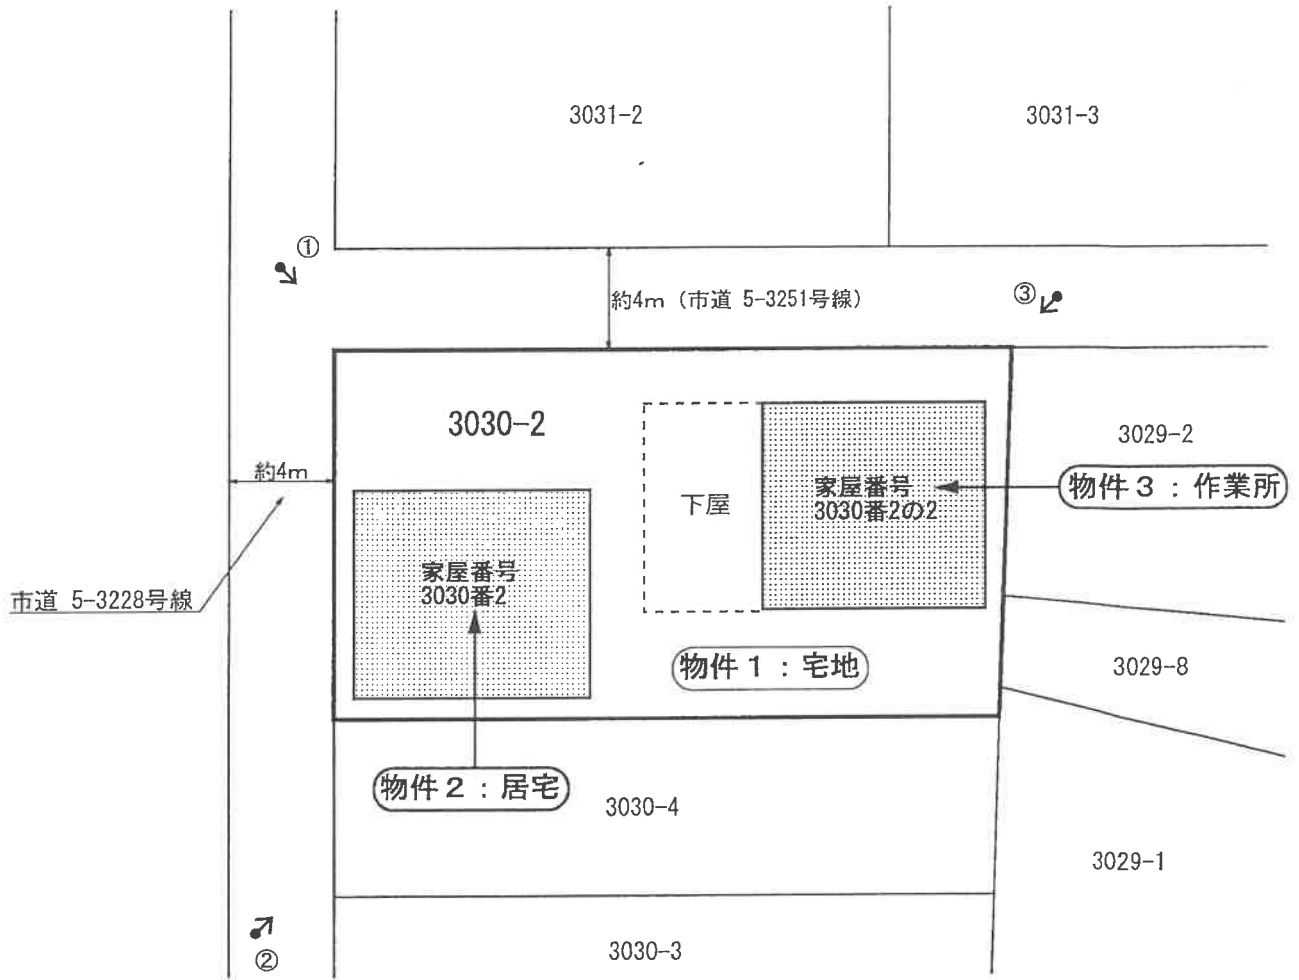 3031-2
3031-3
①
約4m（市道 5-3251号線）
③
3030-2
3029-2
約4m
下屋
家屋番号
3030番2の2
物件３：作業所
家屋番号
3030番2
市道 5-3228号線
物件１：宅地
3029-8
物件２：居宅
3030-4
3029-1
②
3030-3